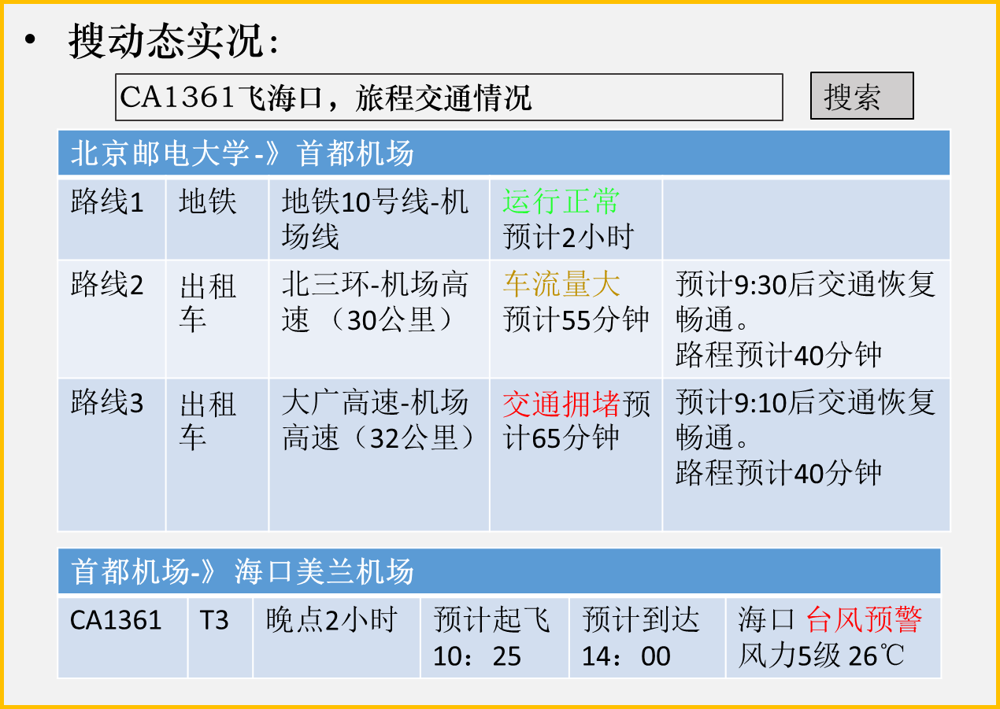 • 搜动态实况：
CA1361飞海口，旅程交通情况
搜索
北京邮电大学-》首都机场
路线1
地铁
地铁10号线-机
场线
运行正常
预计2小时
路线2
出租
车
北三环-机场高
速 （30公里）
车流量大
预计55分钟
预计9:30后交通恢复
畅通。
路程预计40分钟
路线3
出租
车
大广高速-机场
高速（32公里）
交通拥堵预
计65分钟
预计9:10后交通恢复
畅通。
路程预计40分钟
首都机场-》 海口美兰机场
CA1361
T3
晚点2小时
预计起飞
10：25
预计到达
14：00
海口 台风预警
风力5级 26℃